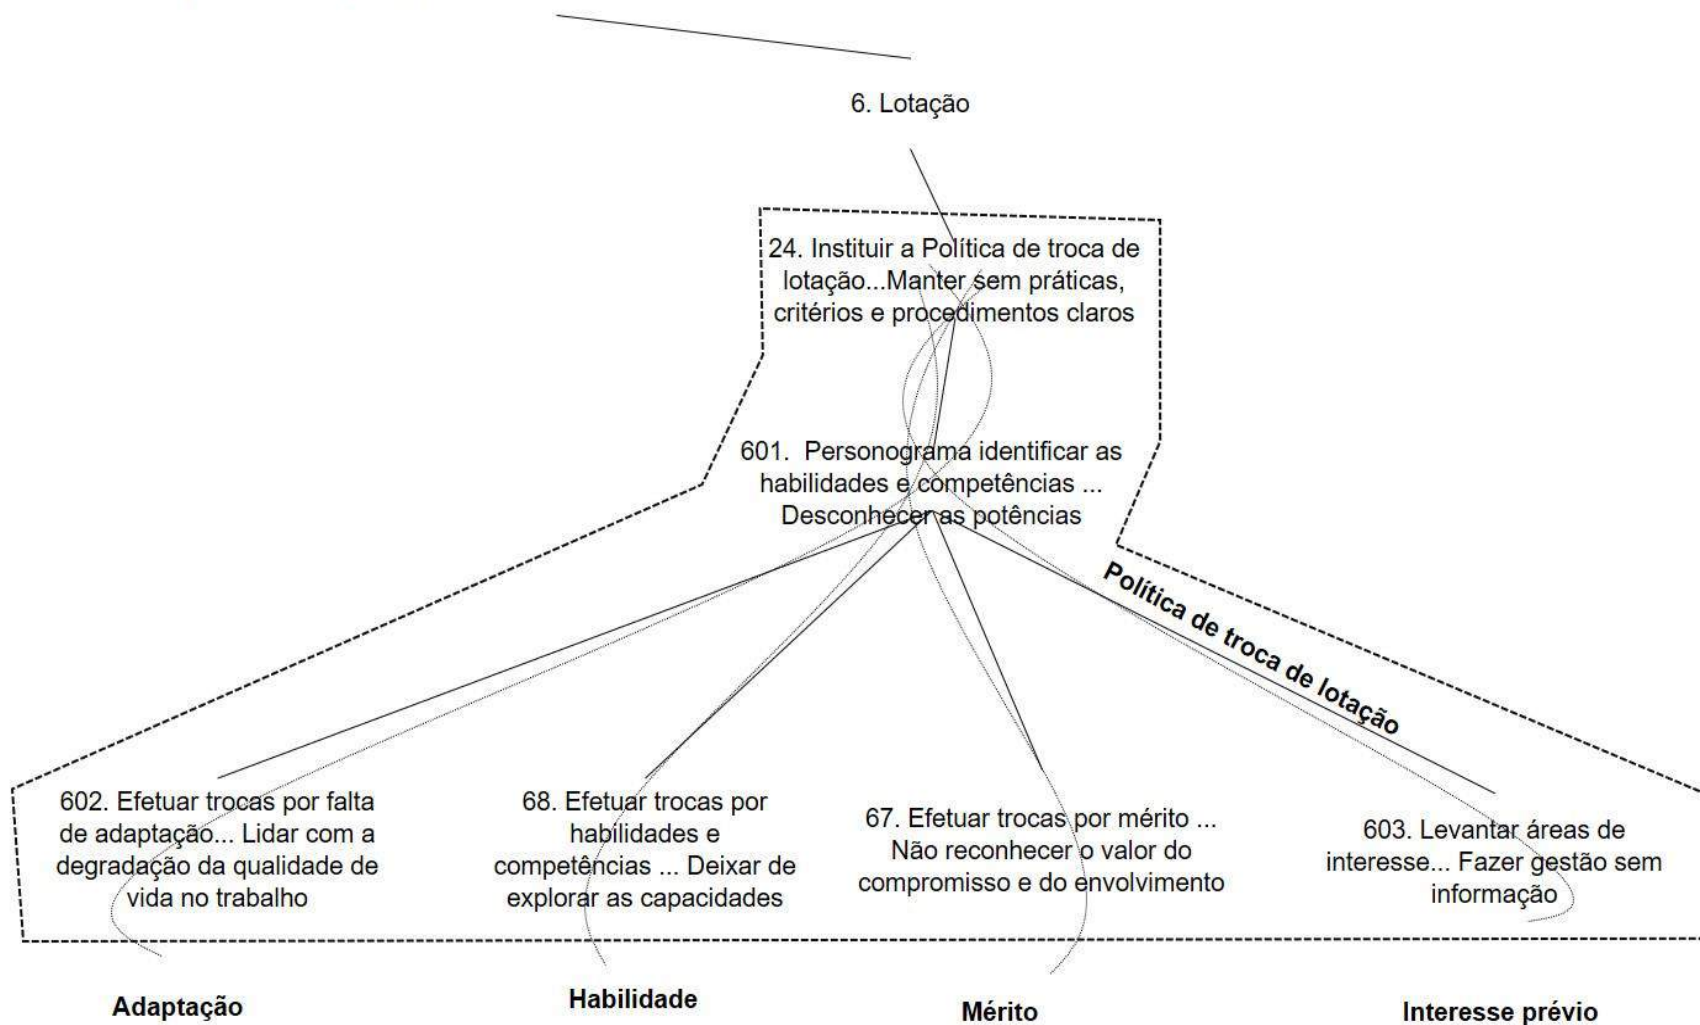 6. Lotação
24. Instituir a Política de troca de
lotação...Manter sem práticas,
critérios e procedimentos claros
601.  Personograma identificar as
habilidades e competências ...
Desconhecer as potências
Política de troca de lotação
602. Efetuar trocas por falta
de adaptação... Lidar com a
degradação da qualidade de
vida no trabalho
68. Efetuar trocas por
habilidades e
competências ... Deixar de
explorar as capacidades
67. Efetuar trocas por mérito ...
Não reconhecer o valor do
compromisso e do envolvimento
603. Levantar áreas de
interesse... Fazer gestão sem
informação
Adaptação
Habilidade
Mérito
Interesse prévio